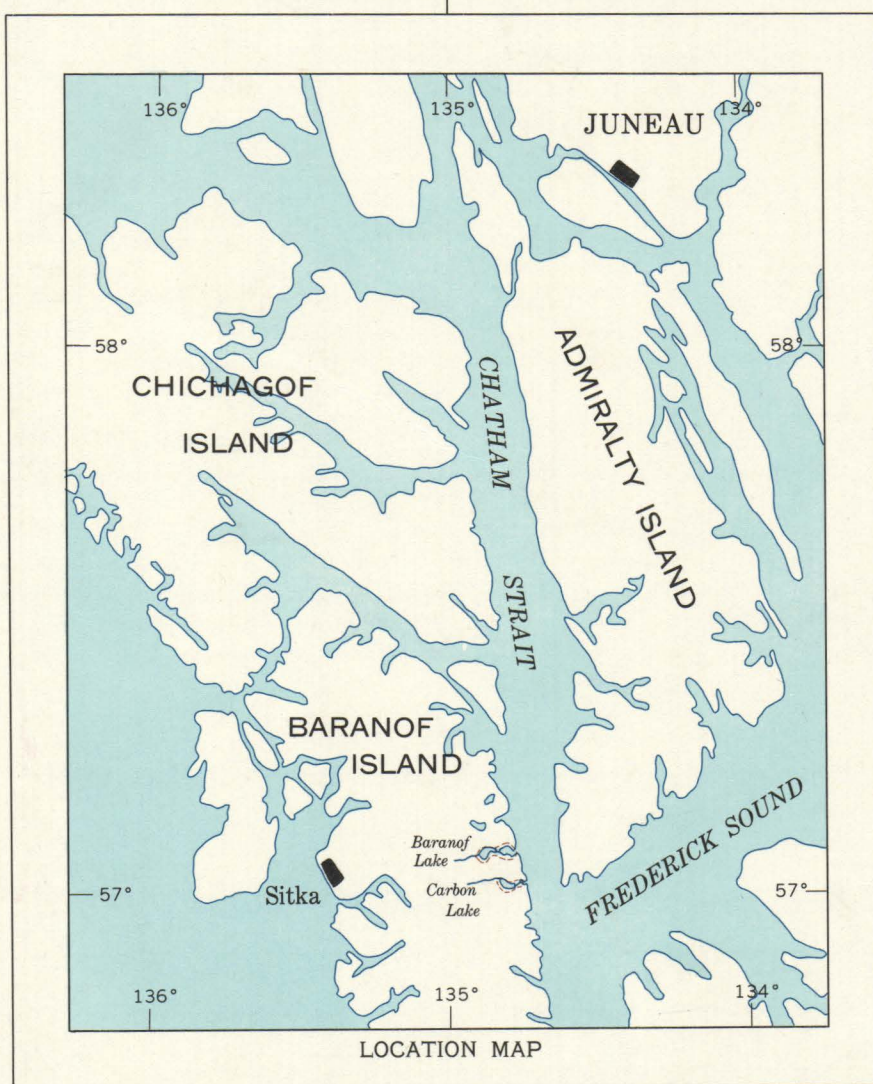 136°
135°
134°
JUNEAU
58°
58°
CHICHAGOF
ISLAND
CHATHAM
STRAIT
ADMIRALTY ISLAND
BARANOF
ISLAND
Baranof
Lake
Carbon
Lake
Sitka
FREDERICK SOUND
57°
57°
136°
135°
134°
LOCATION MAP